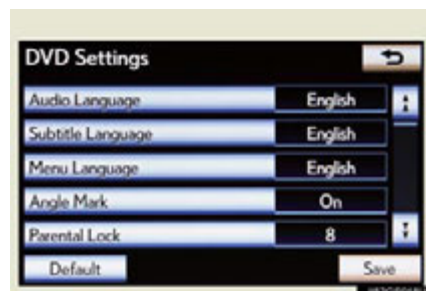 DVD Settings
Audio Language English
Subtitle Language English
Menu Language English
Angle Mark On
Parental Lock 8
Default Save